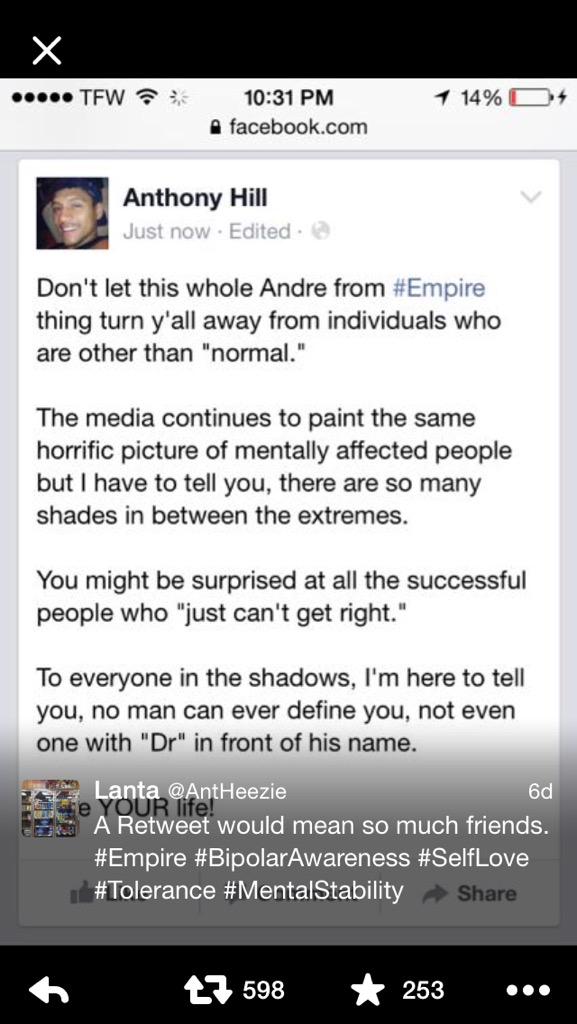 TFW 10:31 PM 14%
facebook.com
Anthony Hill
Just now · Edited ·
Don't let this whole Andre from #Empire
thing turn y'all away from individuals who
are other than "normal."
The media continues to paint the same
horrific picture of mentally affected people
but I have to tell you, there are so many
shades in between the extremes.
You might be surprised at all the successful
people who "just can't get right."
To everyone in the shadows, I'm here to tell
you, no man can ever define you, not even
one with "Dr" in front of his name.
Lanta @AntHeezie 6d
YOUR life!
A Retweet would mean so much friends.
#Empire #BipolarAwareness #SelfLove
#Tolerance #MentalStability
Share
598 253